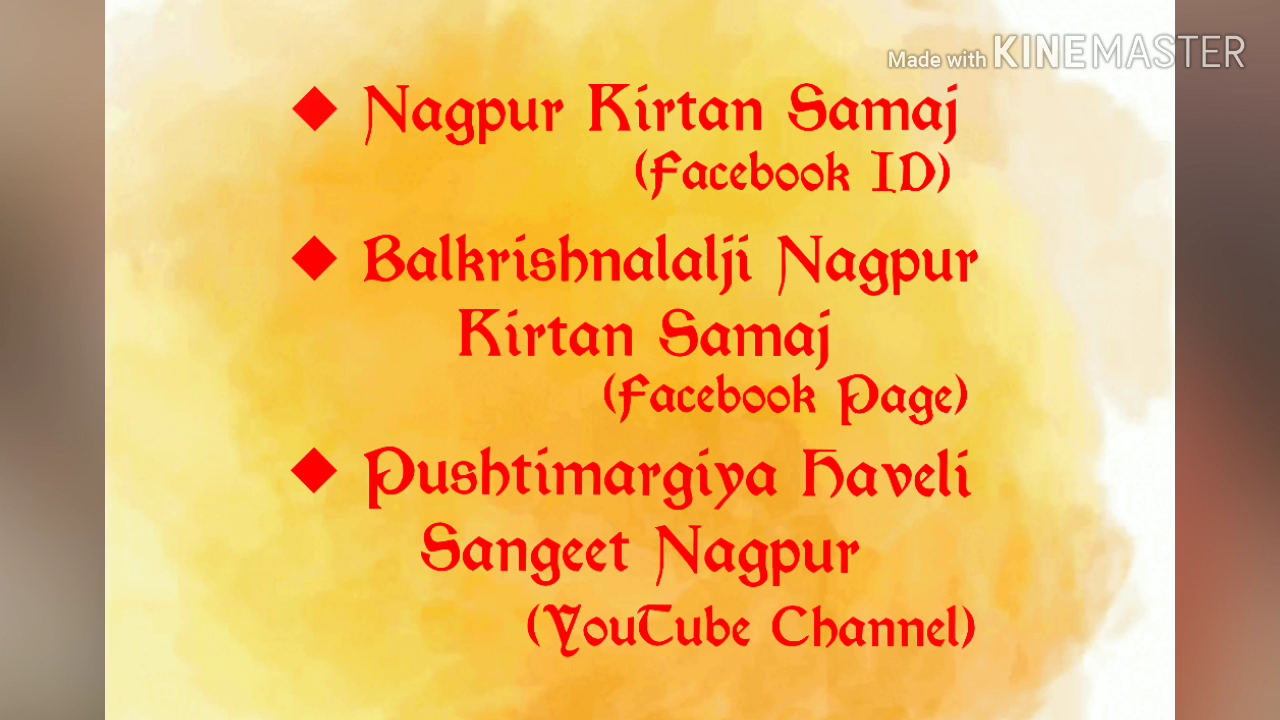 Made with KINEMASTER
◆ Nagpur Kirtan Samaj
(Facebook ID)
◆ Balkrishnalalji Nagpur
Kirtan Samaj
(Facebook Page)
◆ Pushtimargiya Haveli
Sangeet Nagpur
(YouTube Channel)